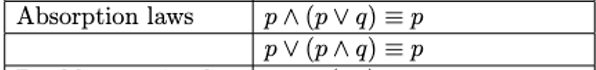 Absorption laws p ∧ (p ∨ q) ≡ p
p ∨ (p ∧ q) ≡ p